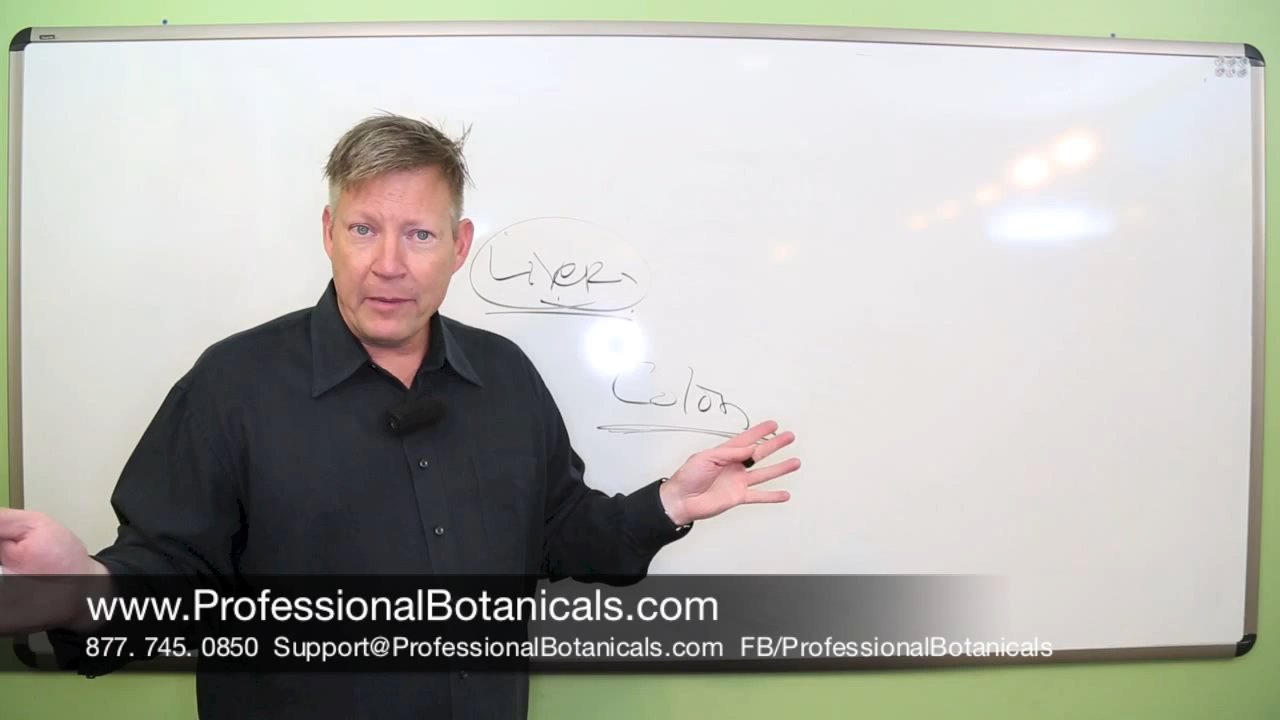 Liver
Colon
www.ProfessionalBotanicals.com
877. 745. 0850 Support@ProfessionalBotanicals.com FB/ProfessionalBotanicals